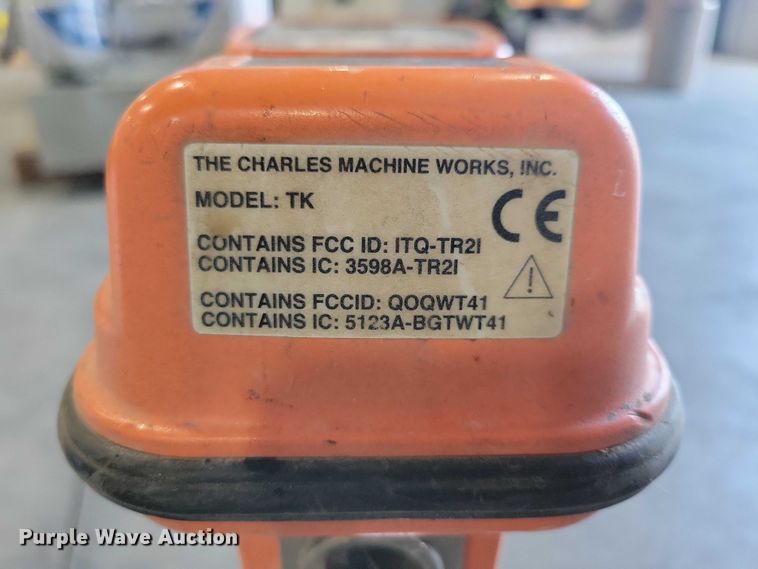 THE CHARLES MACHINE WORKS, INC.
MODEL: TK
CE
CONTAINS FCC ID: ITQ-TR2I
CONTAINS IC: 3598A-TR2I
CONTAINS FCCID: QOQWT41
CONTAINS IC: 5123A-BGTWT41
Purple Wave Auction